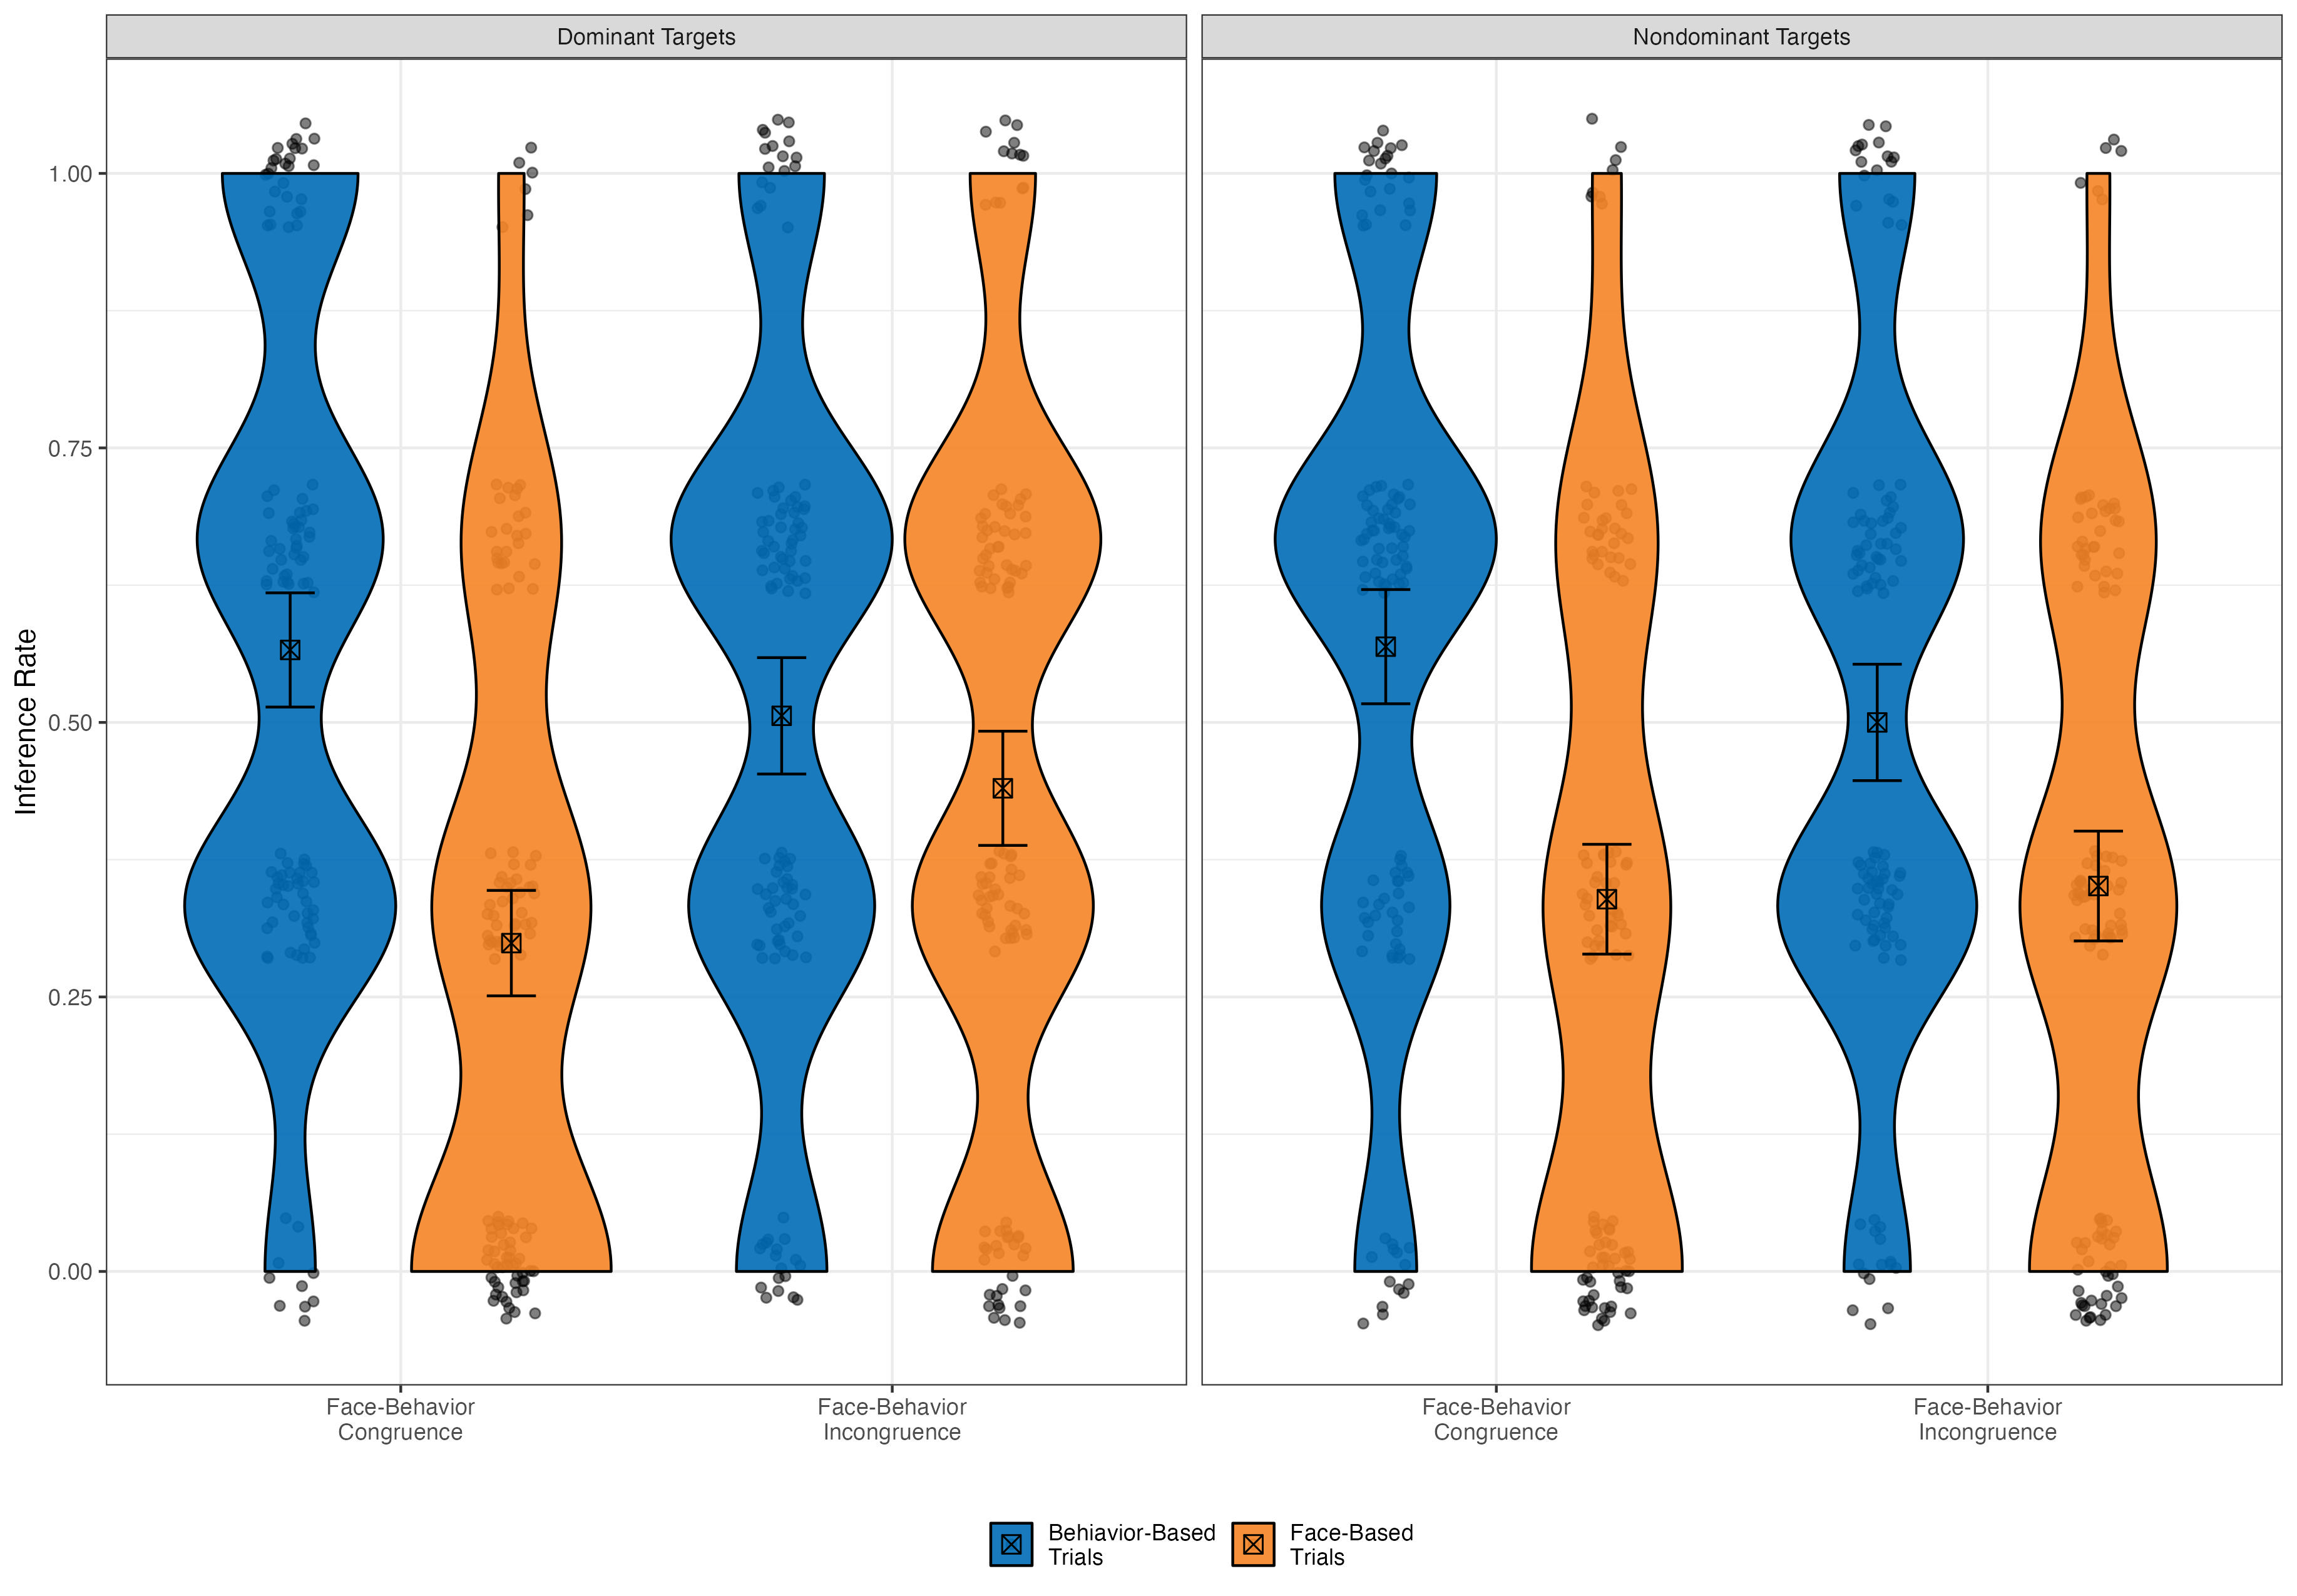 Dominant Targets
Nondominant Targets
Inference Rate
1.00
0.75
0.50
0.25
0.00
Face-Behavior
Congruence
Face-Behavior
Incongruence
Face-Behavior
Congruence
Face-Behavior
Incongruence
Behiavior-Based
Trials
Face-Based
Trials